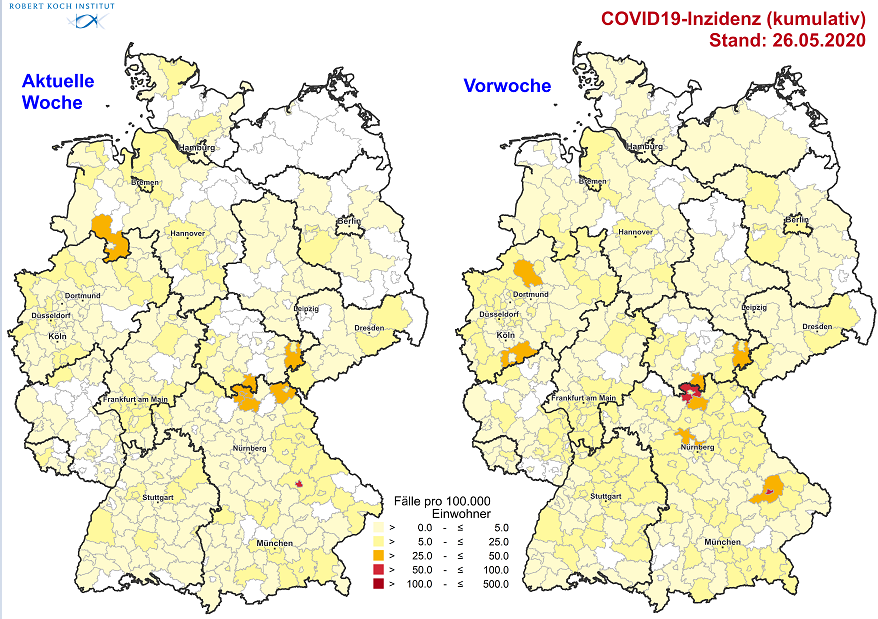 ROBERT KOCH INSTITUT
COVID19-Inzidenz (kumulativ)
Stand: 26.05.2020
Aktuelle
Woche
Vorwoche
Hamburg
Bremen
Berlin
Hannover
Dortmund
Düsseldorf
Köln
Leipzig
Dresden
Frankfurt am Main
Nürnberg
Stuttgart
München
Hamburg
Bremen
Berlin
Hannover
Dortmund
Düsseldorf
Köln
Leipzig
Dresden
Frankfurt am Main
Nürnberg
Stuttgart
München
Fälle pro 100.000
Einwohner
> 0.0 - ≤ 5.0
> 5.0 - ≤ 25.0
> 25.0 - ≤ 50.0
> 50.0 - ≤ 100.0
> 100.0 - ≤ 500.0